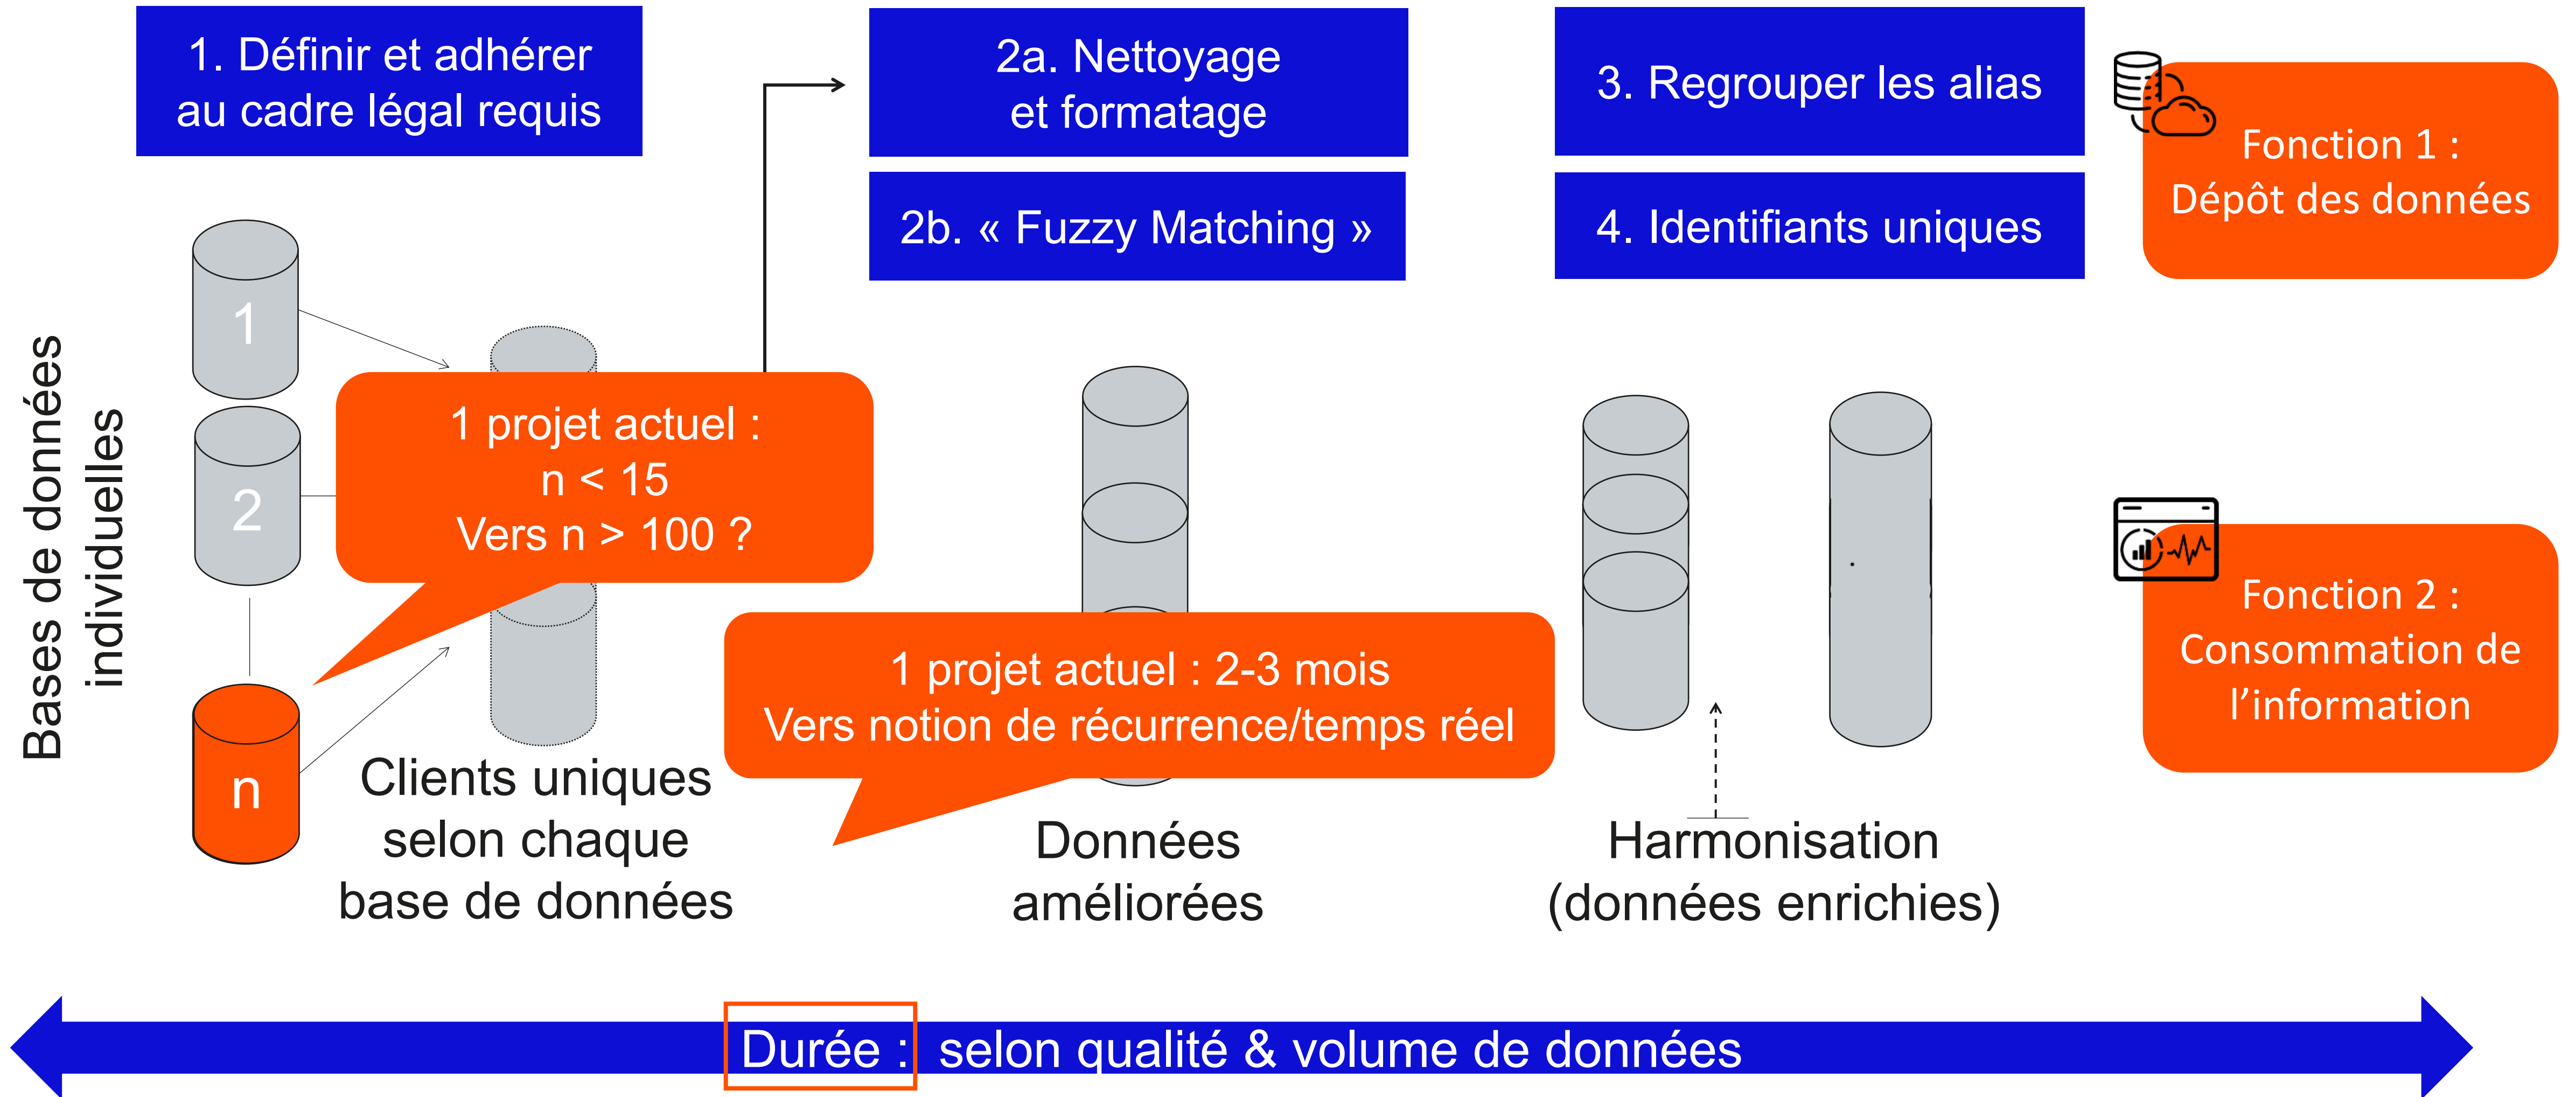 1. Définir et adhérer
au cadre légal requis
2a. Nettoyage
et formatage
2b. « Fuzzy Matching »
3. Regrouper les alias
4. Identifiants uniques
Fonction 1 :
Dépôt des données
Bases de données
individuelles
1
2
n
1 projet actuel :
n < 15
Vers n > 100 ?
Clients uniques
selon chaque
base de données
1 projet actuel : 2-3 mois
Vers notion de récurrence/temps réel
Données
améliorées
Harmonisation
(données enrichies)
Fonction 2 :
Consommation de
l’information
Durée : selon qualité & volume de données